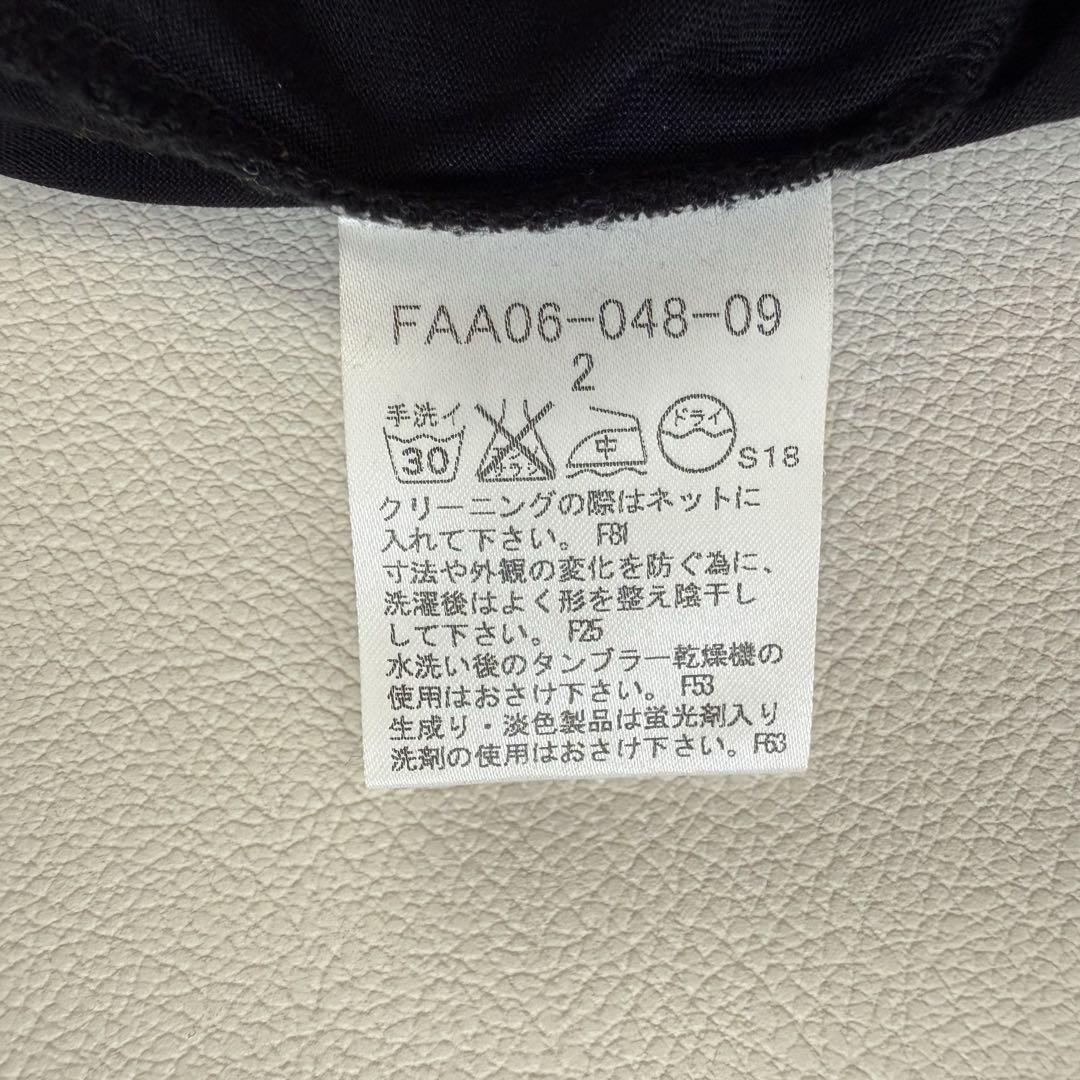 FAA06-048-09
2
手洗イ
30
エンソ
サラシ
中
ドライ
S18
クリーニングの際はネットに
入れて下さい。 F81
寸法や外観の変化を防ぐ為に、
洗濯後はよく形を整え陰干し
して下さい。 F25
水洗い後のタンブラー乾燥機の
使用はおさけ下さい。 F53
生成り・淡色製品は蛍光剤入り
洗剤の使用はおさけ下さい。 F63